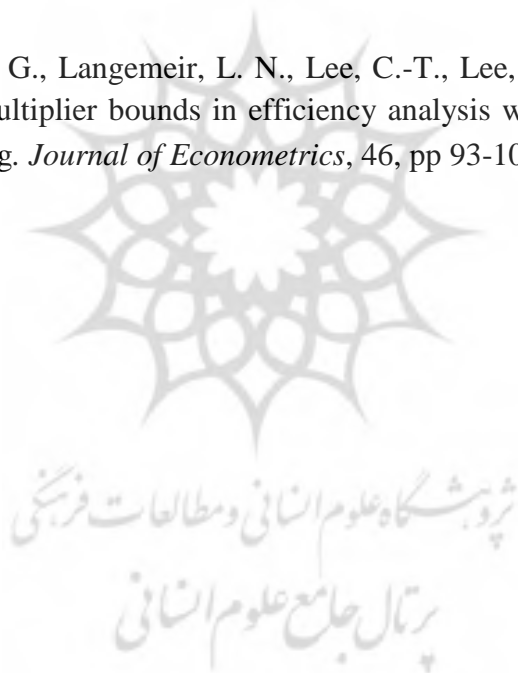 G., Langemeir, L. N., Lee, C.-T., Lee,
ultiplier bounds in efficiency analysis w
g. Journal of Econometrics, 46, pp 93-10
پژوهشگاه علوم انسانی و مطالعات فرهنگی
پرتال جامع علوم انسانی